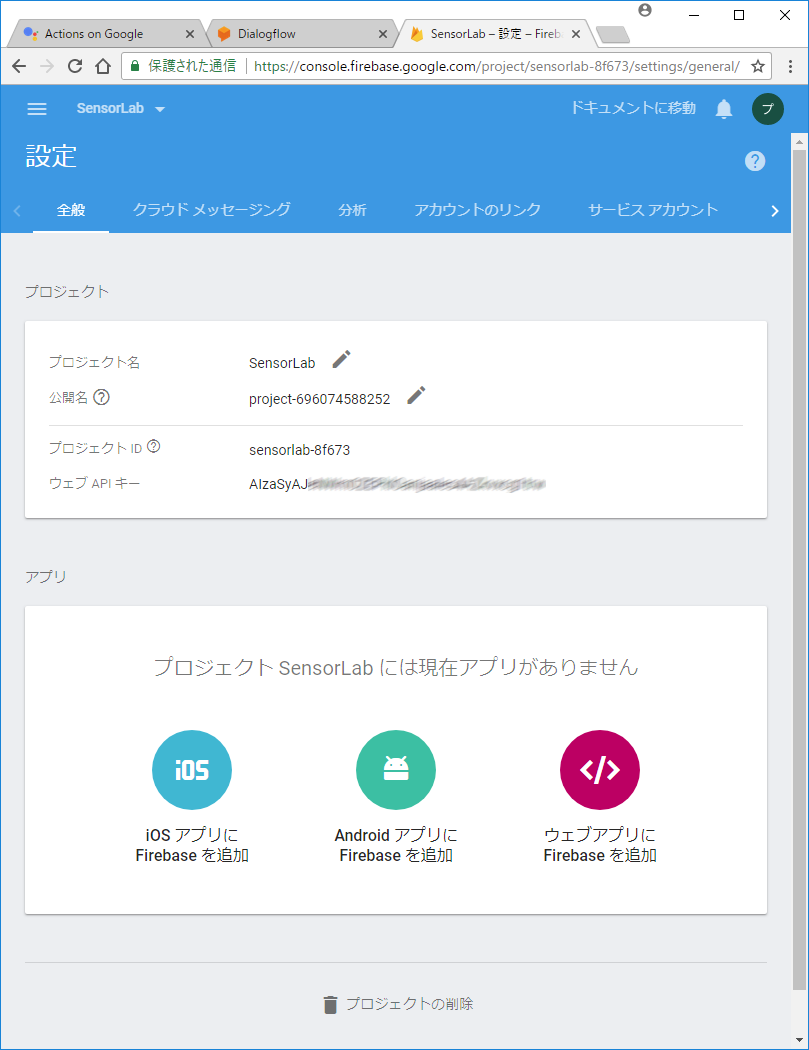 Actions on Google
Dialogflow
SensorLab – 設定 – Fireb
保護された通信
https://console.firebase.google.com/project/sensorlab-8f673/settings/general/
SensorLab
ドキュメントに移動
プ
設定
?
全般
クラウド メッセージング
分析
アカウントのリンク
サービス アカウント
プロジェクト
プロジェクト名
SensorLab
公開名 ?
project-696074588252
プロジェクト ID ?
sensorlab-8f673
ウェブ API キー
AIzaSyAJ
アプリ
プロジェクト SensorLab には現在アプリがありません
iOS
</>
iOS アプリに
Firebase を追加
Android アプリに
Firebase を追加
ウェブアプリに
Firebase を追加
プロジェクトの削除